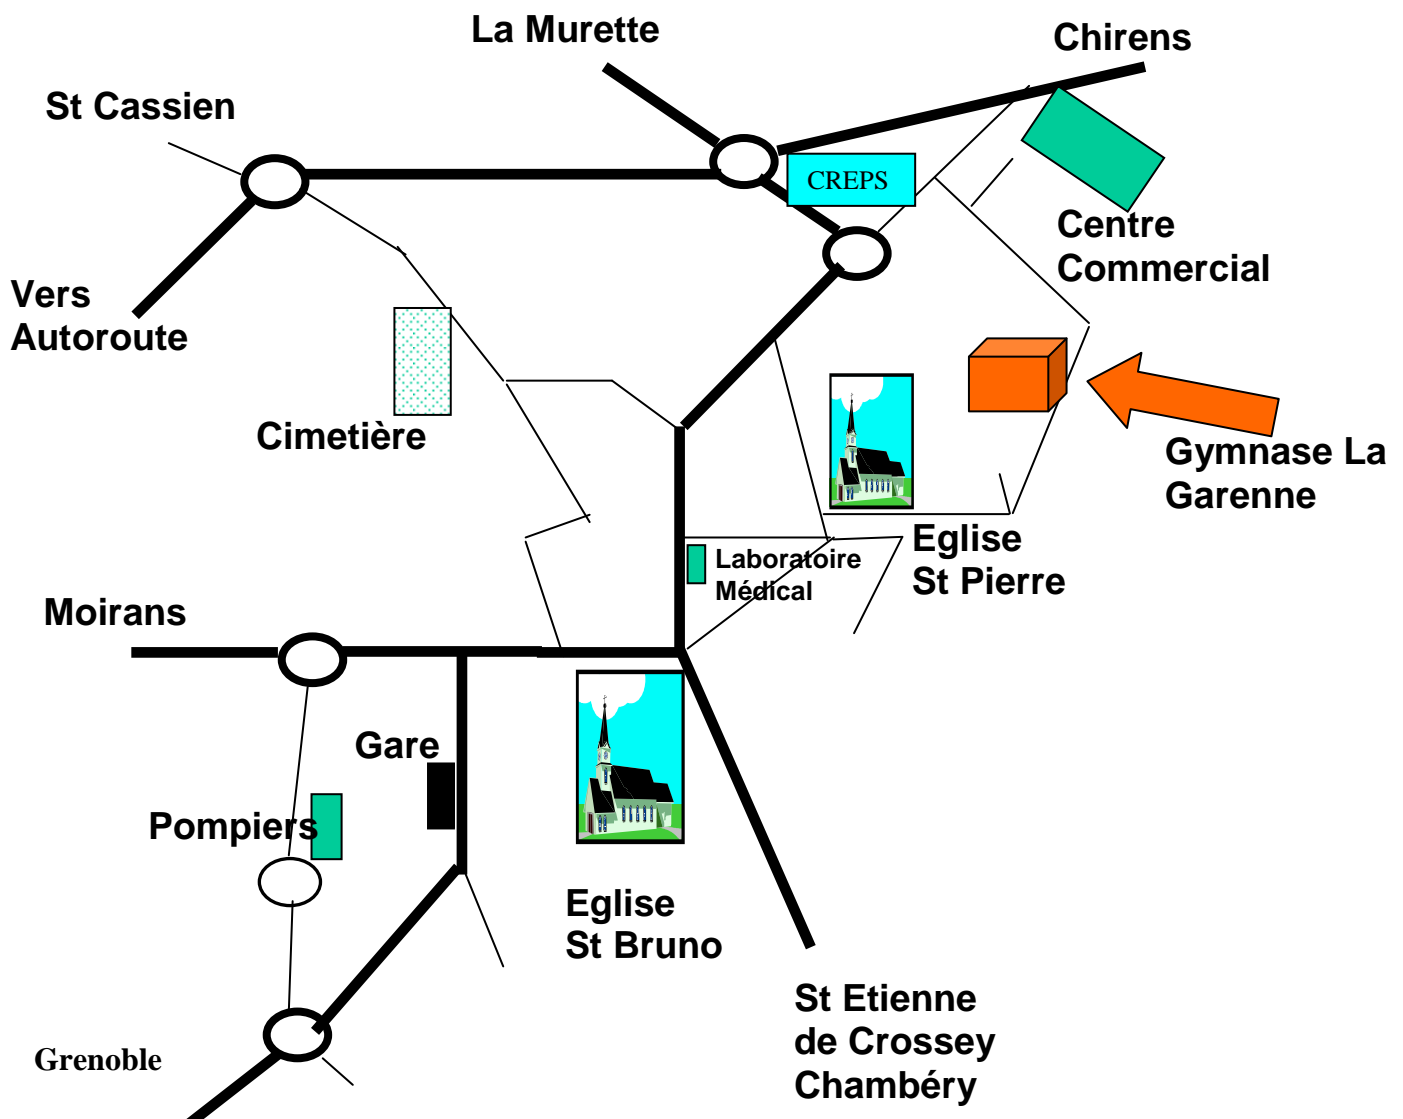 La Murette
Chirens
St Cassien
CREPS
Centre
Commercial
Vers
Autoroute
Cimetière
Gymnase La
Garenne
Eglise
St Pierre
Laboratoire
Médical
Moirans
Gare
Pompiers
Eglise
St Bruno
St Etienne
de Crossey
Chambéry
Grenoble